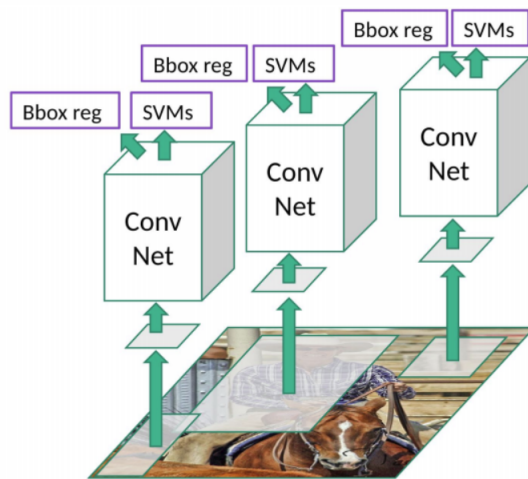 Bbox reg SVMs
Conv
Net
Bbox reg SVMs
Conv
Net
Bbox reg SVMs
Conv
Net